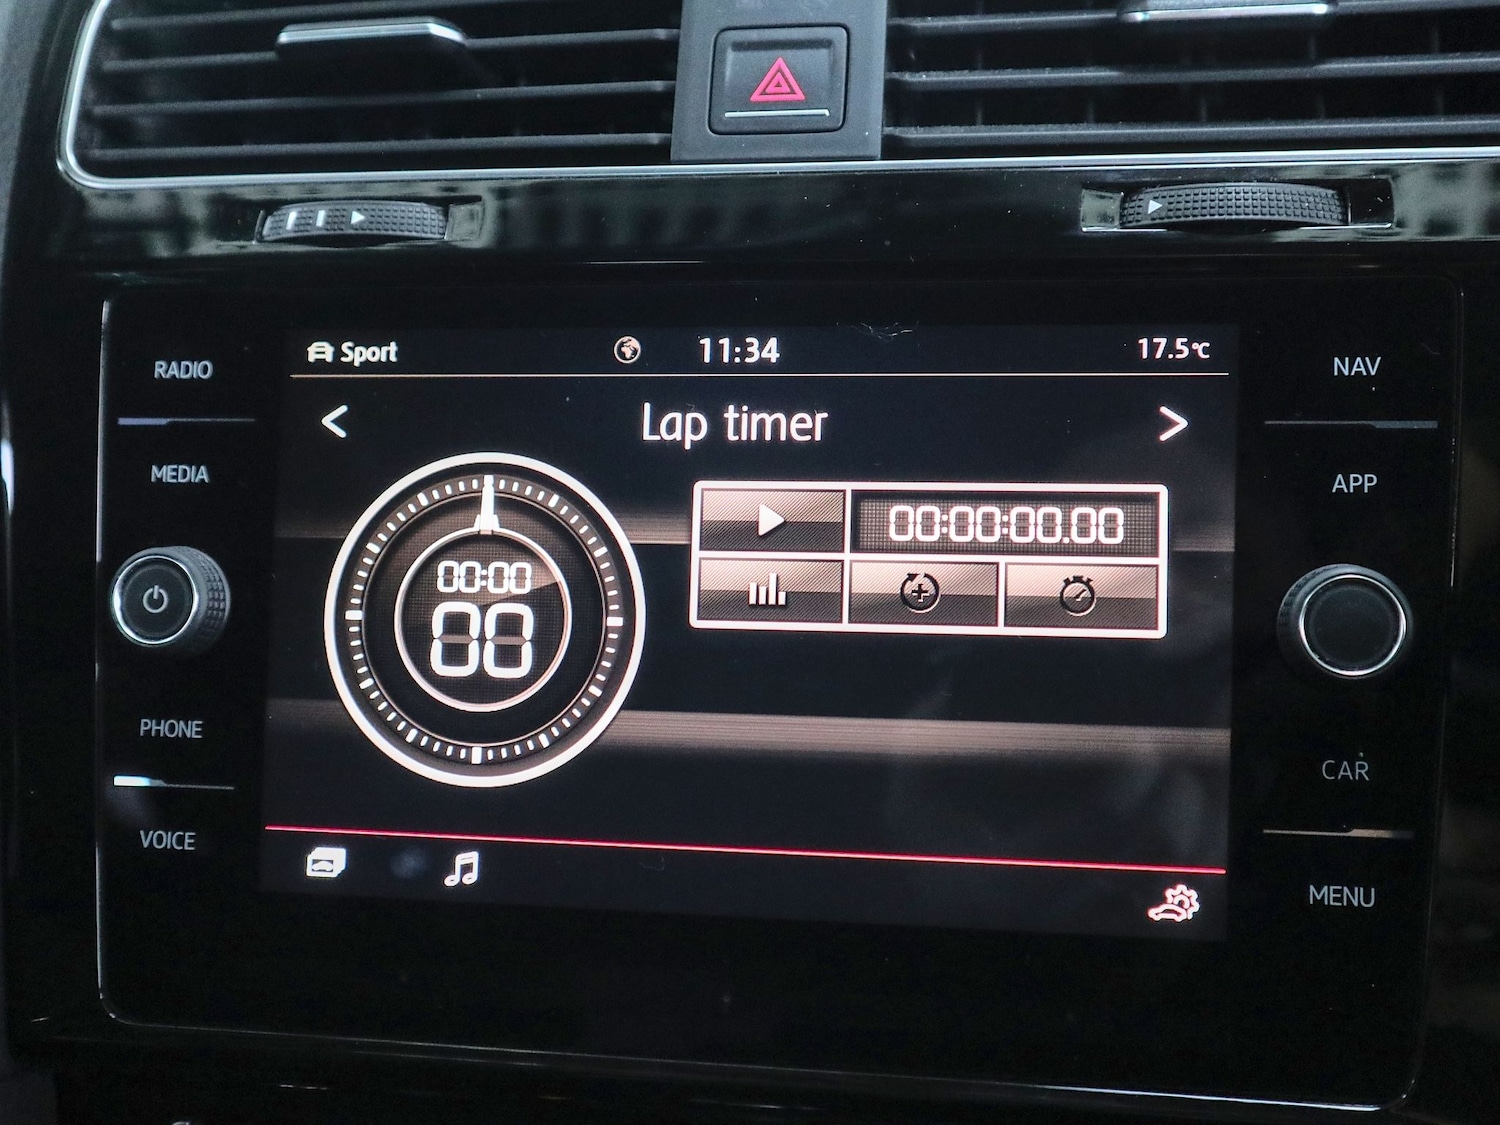 Sport 11:34 17.5°C
Lap timer
00:00:00.00
00:00
00
RADIO
MEDIA
PHONE
VOICE
NAV
APP
CAR
MENU